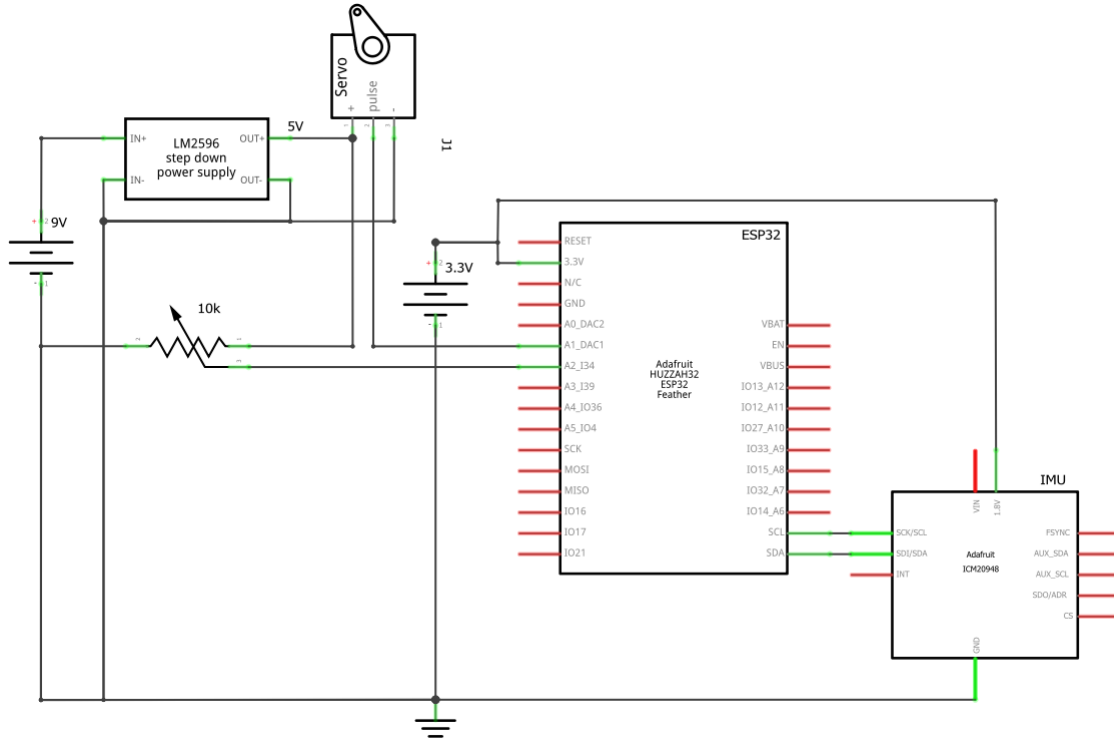 Servo
+
pulse
-
J1
5V
IN+
OUT+
LM2596
step down
power supply
IN-
OUT-
9V
3.3V
10k
ESP32
RESET
3.3V
N/C
GND
A0_DAC2
A1_DAC1
A2_I34
A3_I39
A4_IO36
A5_IO4
SCK
MOSI
MISO
IO16
IO17
IO21
Adafruit
HUZZAH32
ESP32
Feather
VBAT
EN
VBUS
IO13_A12
IO12_A11
IO27_A10
IO33_A9
IO15_A8
IO32_A7
IO14_A6
SCL
SDA
IMU
VIN
1.8V
SCK/SCL
SDI/SDA
INT
Adafruit
ICM20948
FSYNC
AUX_SDA
AUX_SCL
SDO/ADR
CS
GND